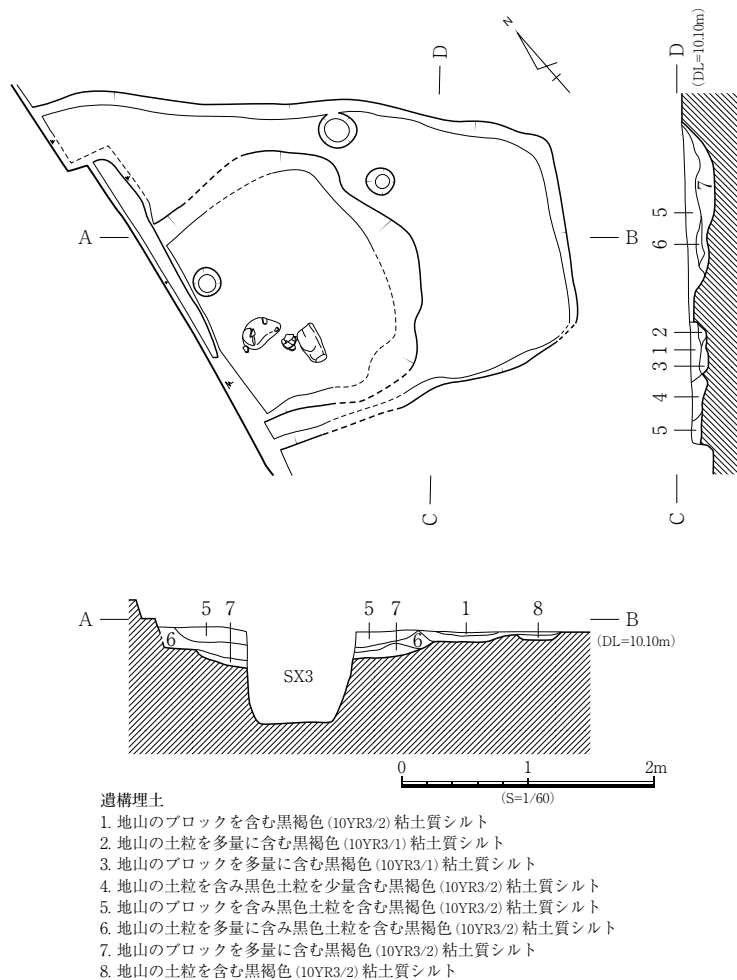 N
D
D
(DL=10.10m)
A
B
5
7
6
2
1
3
4
5
C
C
A
5 7
5 7 1 8
B
6
6
(DL=10.10m)
SX3
0 1 2m
(S=1/60)
遺構埋土
1. 地山のブロックを含む黒褐色(10YR3/2)粘土質シルト
2. 地山の土粒を多量に含む黒褐色(10YR3/1)粘土質シルト
3. 地山のブロックを多量に含む黒褐色(10YR3/1)粘土質シルト
4. 地山の土粒を含み黒色土粒を少量含む黒褐色(10YR3/2)粘土質シルト
5. 地山のブロックを含み黒色土粒を含む黒褐色(10YR3/2)粘土質シルト
6. 地山の土粒を多量に含み黒色土粒を含む黒褐色(10YR3/2)粘土質シルト
7. 地山のブロックを多量に含む黒褐色(10YR3/2)粘土質シルト
8. 地山の土粒を含む黒褐色(10YR3/2)粘土質シルト